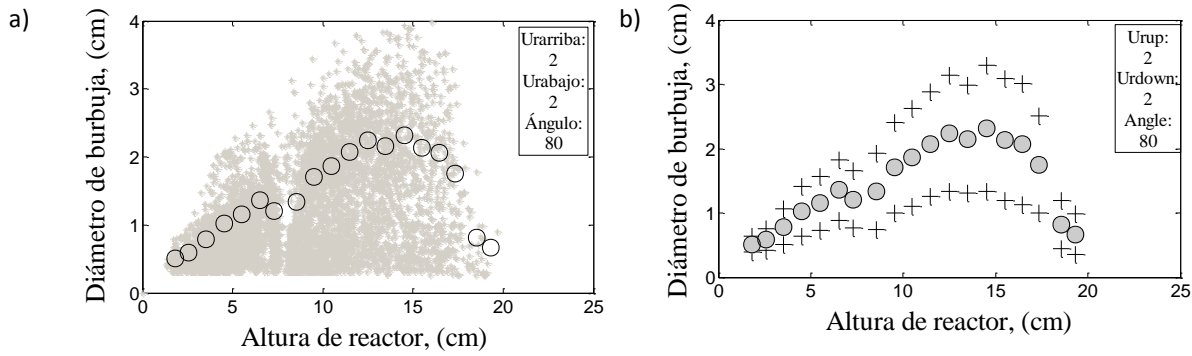 a)
Diámetro de burbuja, (cm)
4
3
2
1
0
0
5
10
15
20
25
Altura de reactor, (cm)
Urarriba:
2
Urabajo:
2
Ángulo:
80
b)
Diámetro de burbuja, (cm)
4
3
2
1
0
0
5
10
15
20
25
Altura de reactor, (cm)
Urup:
2
Urdown:
2
Angle:
80